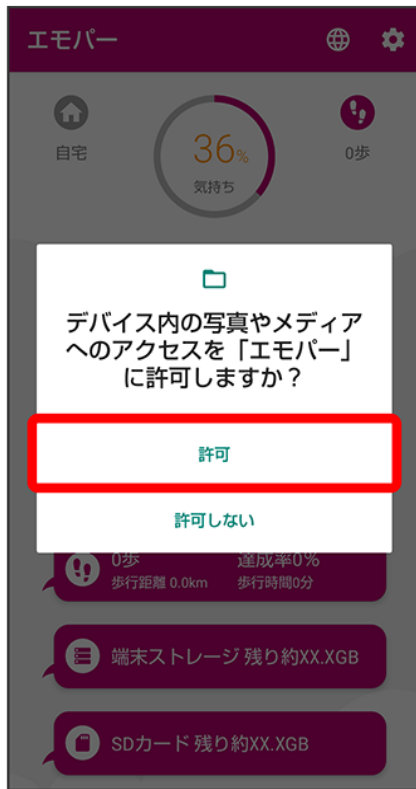 エモパー
自宅
36%
気持ち
0歩
デバイス内の写真やメディア
へのアクセスを「エモパー」
に許可しますか？
許可
許可しない
0歩 達成率0%
歩行距離 0.0km 歩行時間0分
端末ストレージ 残り約XX.XGB
SDカード 残り約XX.XGB